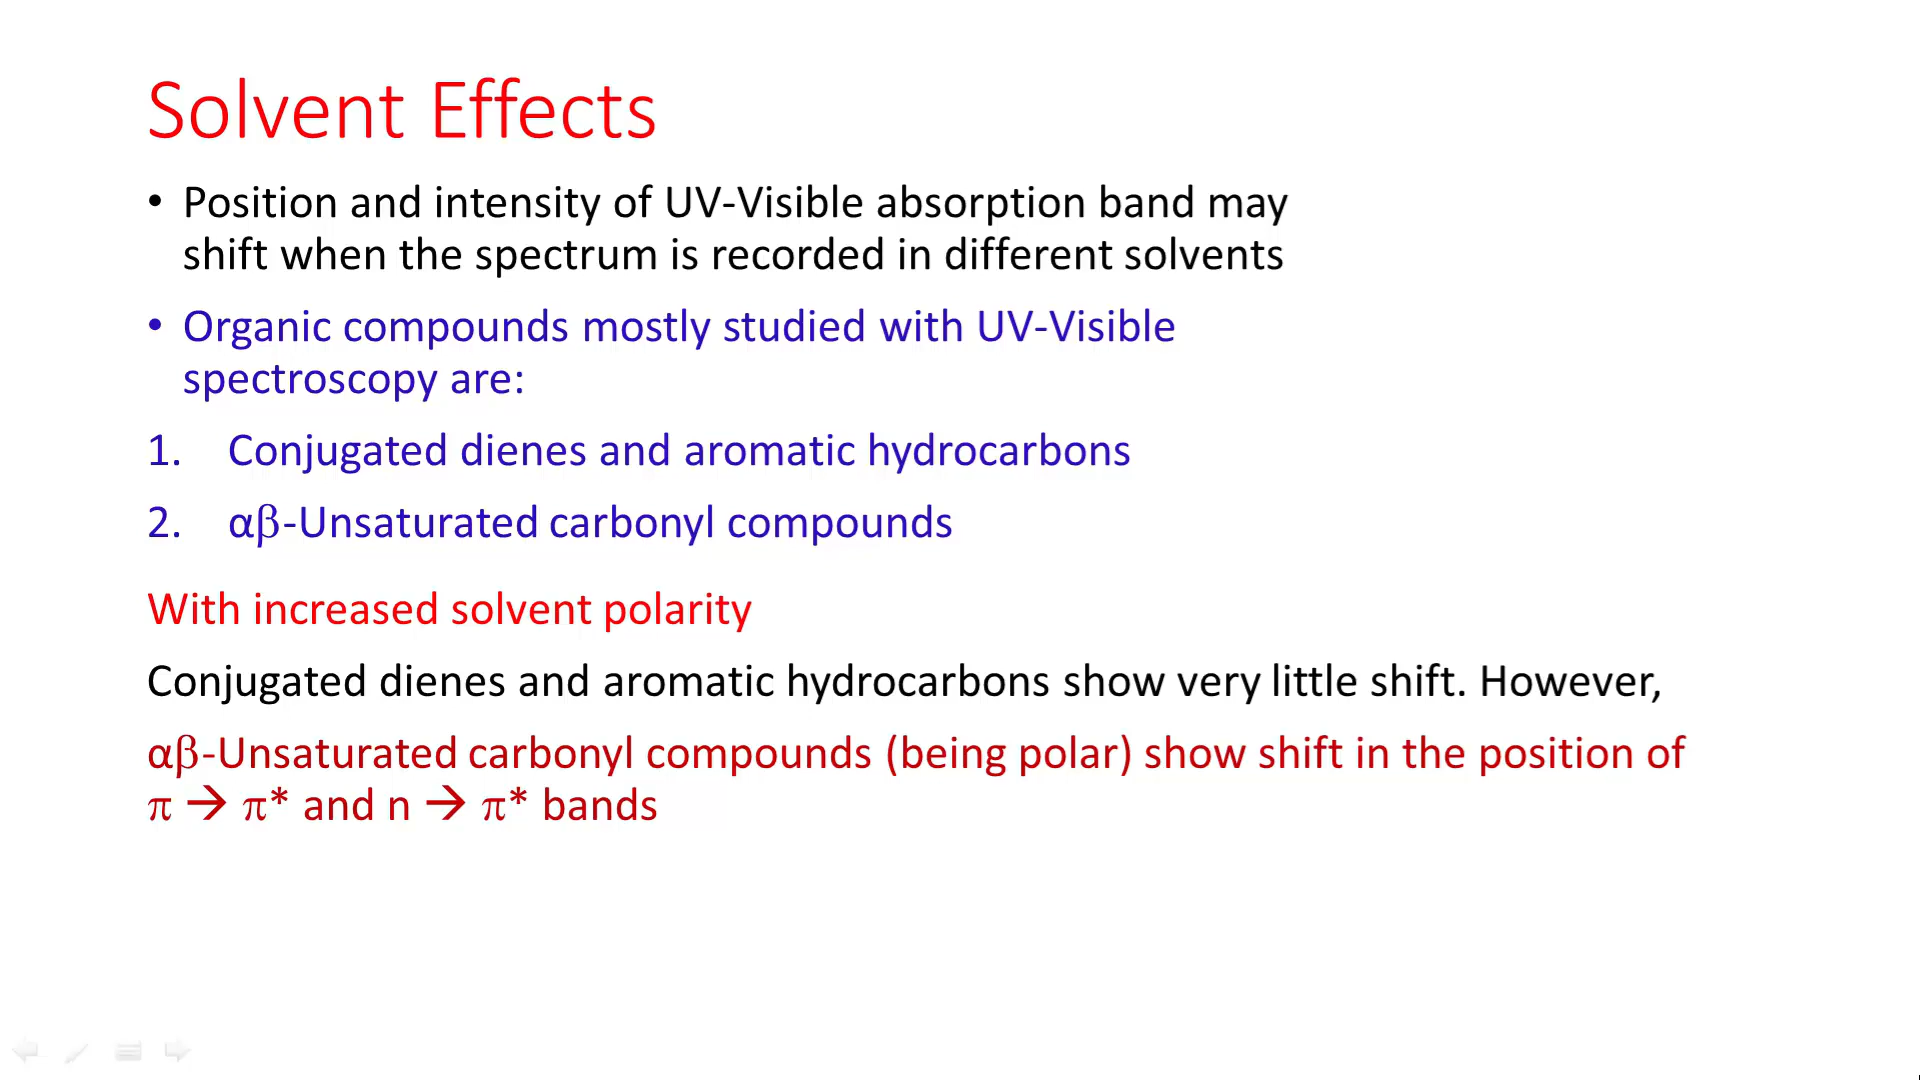 Solvent Effects
• Position and intensity of UV-Visible absorption band may
shift when the spectrum is recorded in different solvents
• Organic compounds mostly studied with UV-Visible
spectroscopy are:
1. Conjugated dienes and aromatic hydrocarbons
2. αβ-Unsaturated carbonyl compounds
With increased solvent polarity
Conjugated dienes and aromatic hydrocarbons show very little shift. However,
αβ-Unsaturated carbonyl compounds (being polar) show shift in the position of
π → π* and n → π* bands